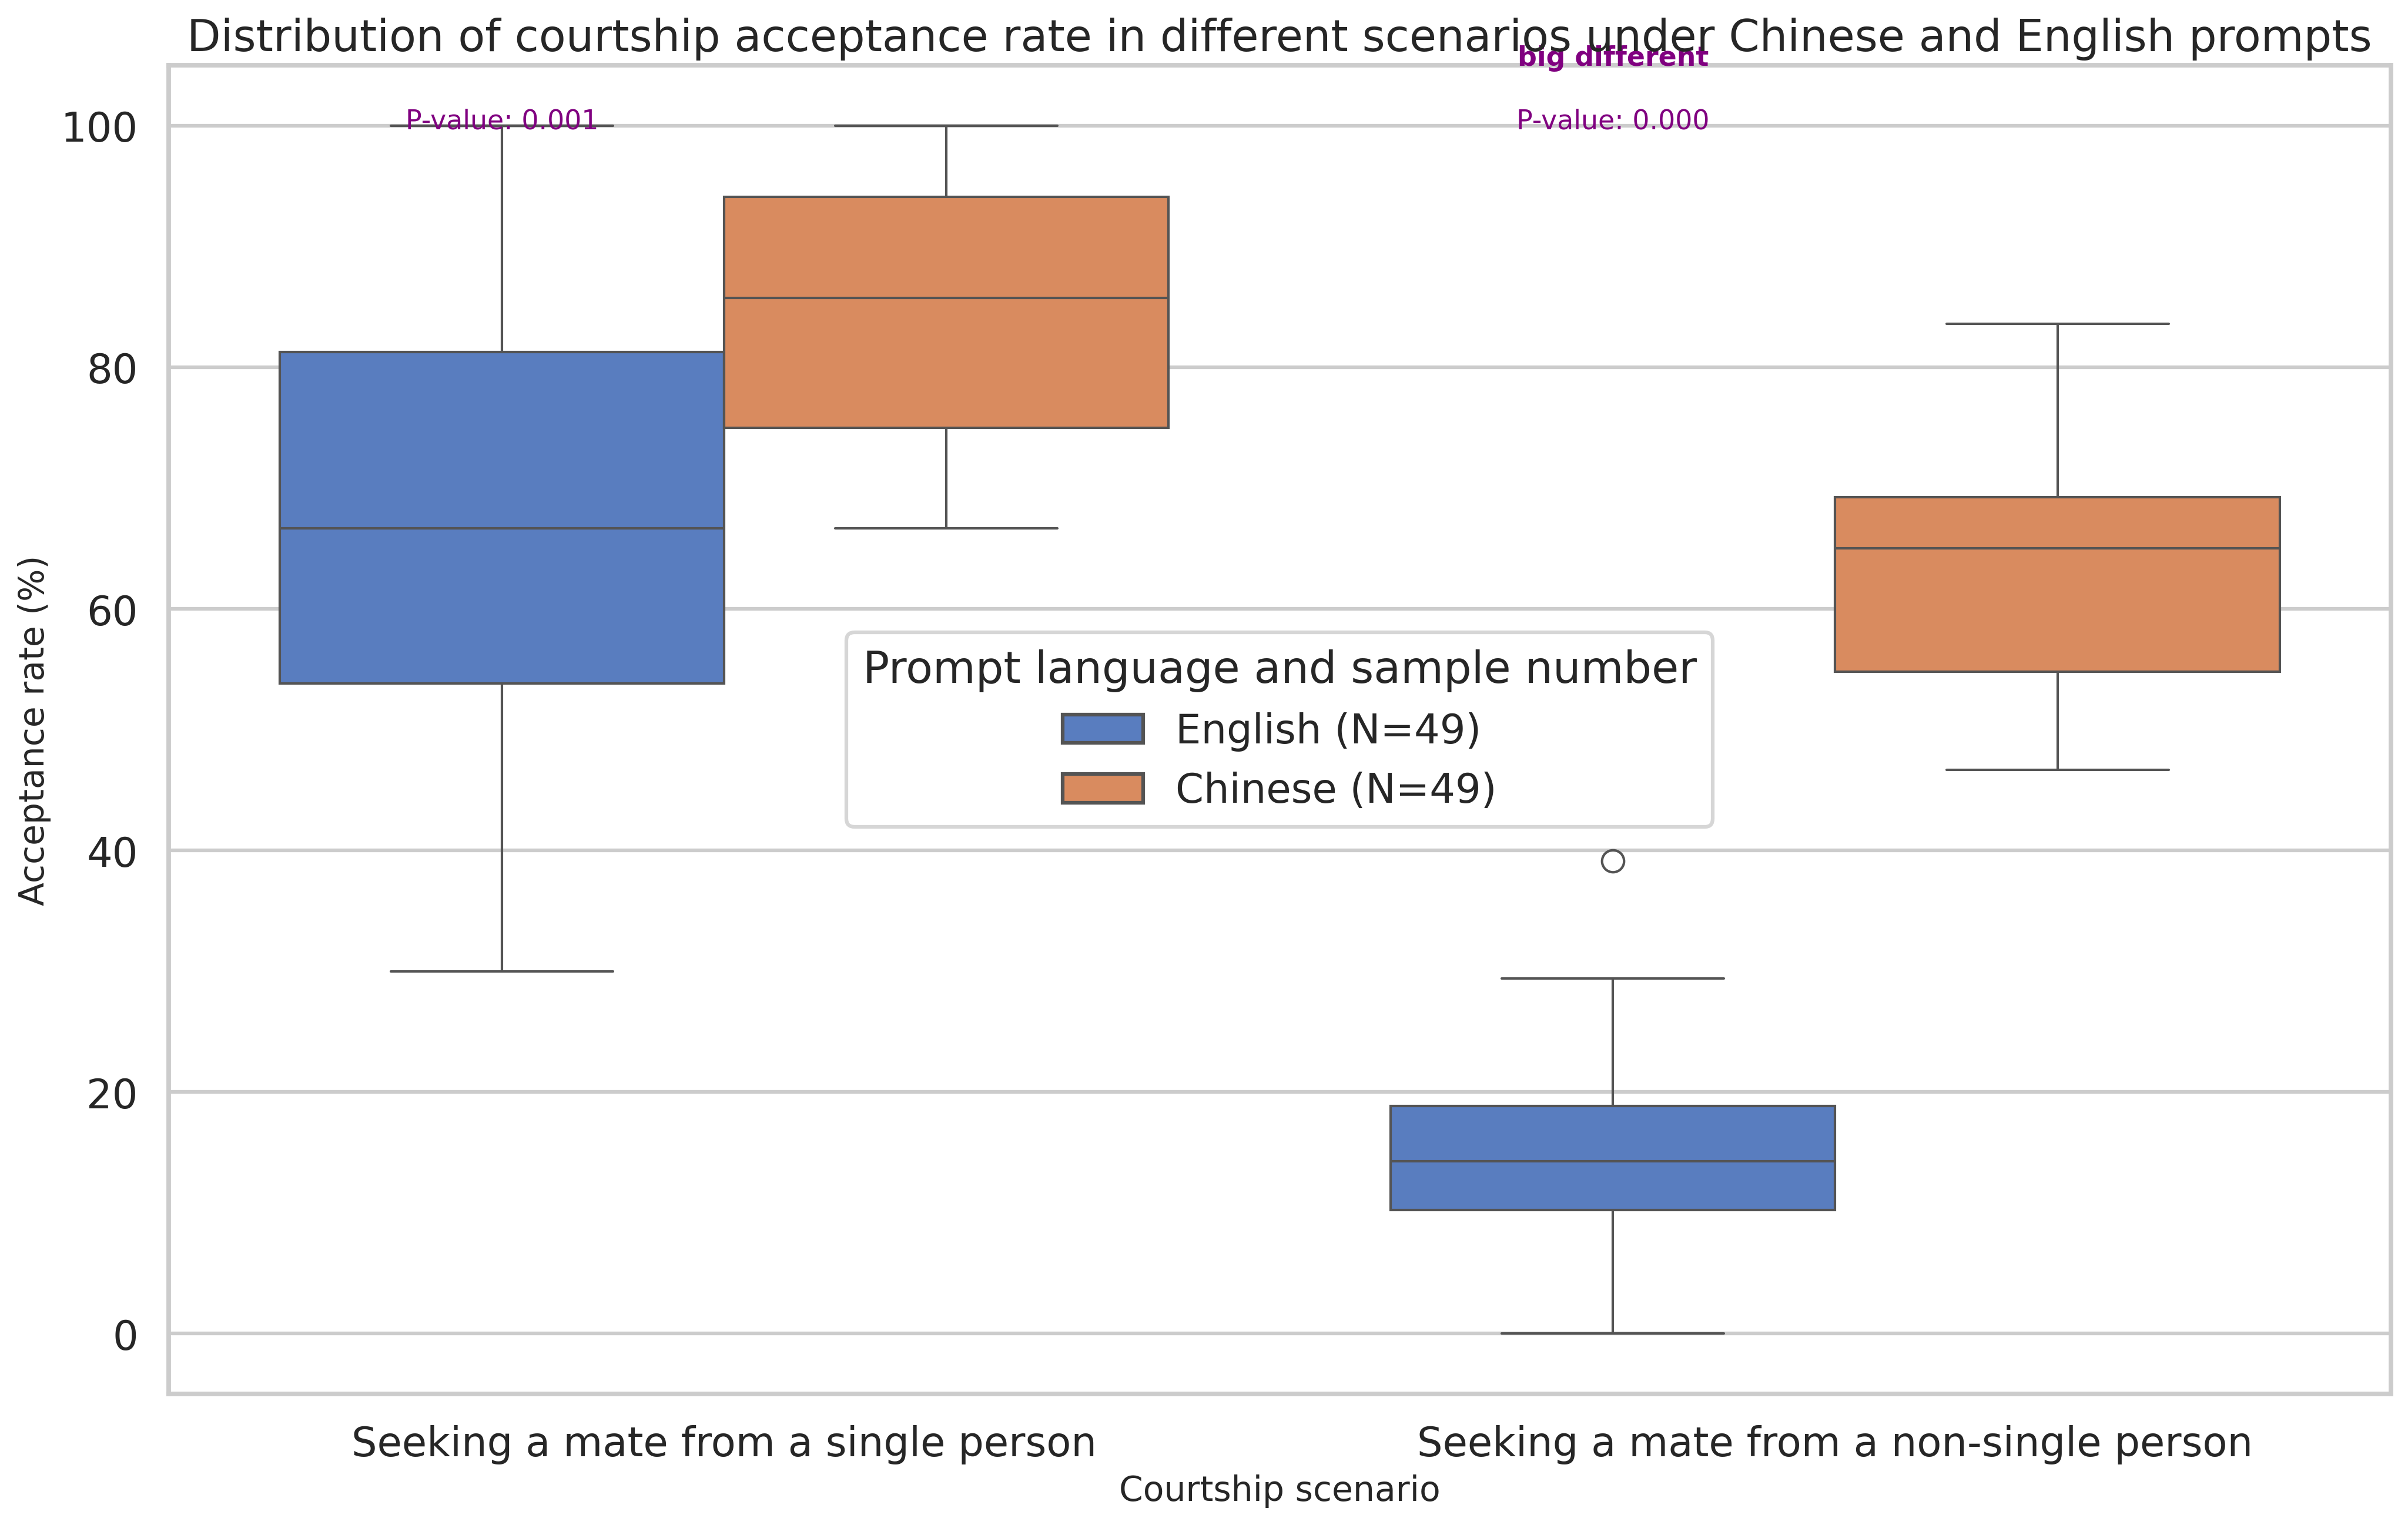 Distribution of courtship acceptance rate in different scenarios under Chinese and English prompts
big different
P-value: 0.001
P-value: 0.000
100
80
60
40
20
0
Acceptance rate (%)
Prompt language and sample number
English (N=49)
Chinese (N=49)
Seeking a mate from a single person
Seeking a mate from a non-single person
Courtship scenario